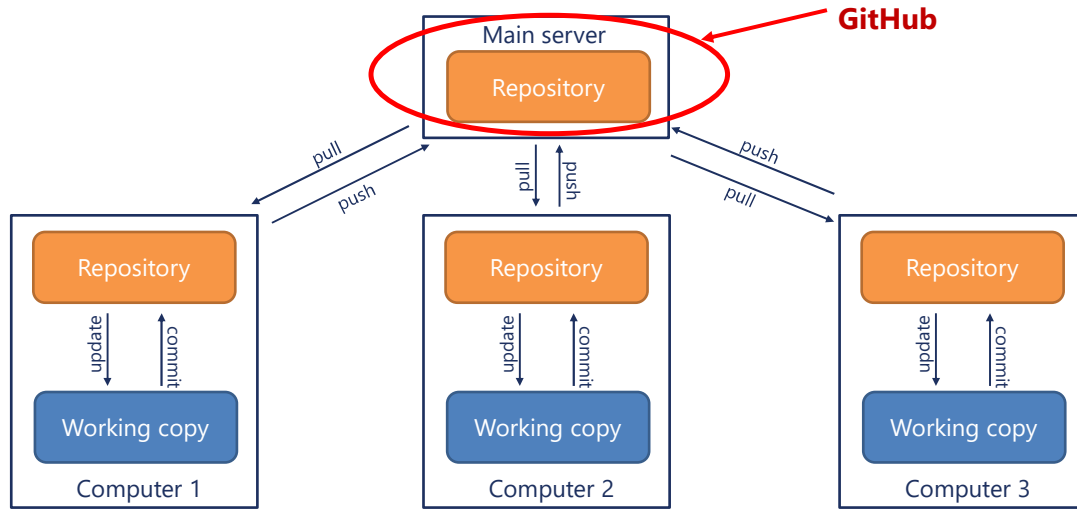 GitHub
Main server
Repository
pull
push
pull
push
push
pull
Repository
update
commit
Working copy
Computer 1
Repository
update
commit
Working copy
Computer 2
Repository
update
commit
Working copy
Computer 3